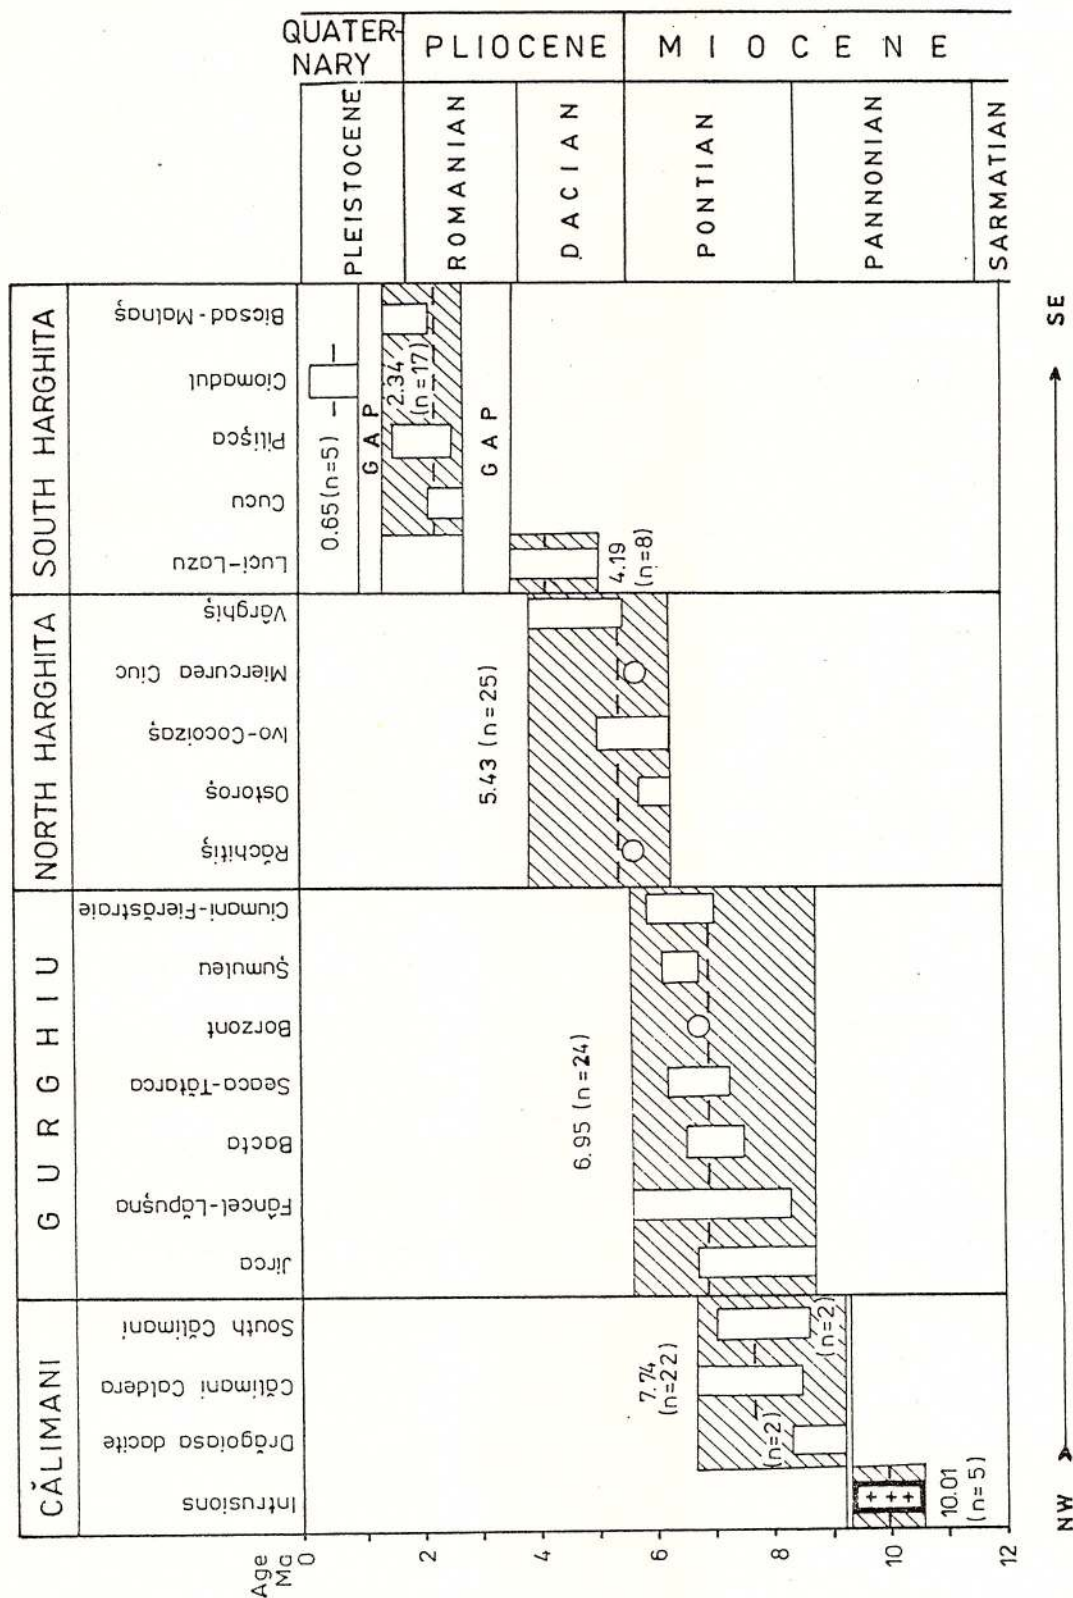 QUATER-
NARY
PLIOCENE
MIOCENE
PLEISTOCENE
ROMANIAN
DACIAN
PONTIAN
PANNONIAN
SARMATIAN
CĂLIMANI
GURGHIU
NORTH HARGHITA
SOUTH HARGHITA
Intrusions
Drăgoiasa dacite
Călimani Caldera
South Călimani
Jirca
Fâncel-Lăpuşna
Bacta
Seaca-Tătarca
Borzont
Şumuleu
Ciumani-Fierăstraie
Răchitiş
Ostoroş
Ivo-Cocoizaş
Miercurea Ciuc
Vârghiş
Luci-Lazu
Cucu
Pilişca
Ciomadul
Bicsad-Malnaş
Age
Ma
0
2
4
6
8
10
12
10.01
(n=5)
7.74
(n=22)
(n=2)
(n=2)
6.95 (n=24)
5.43 (n=25)
4.19
(n=8)
GAP
2.34
(n=17)
GAP
0.65(n=5)
NW
SE